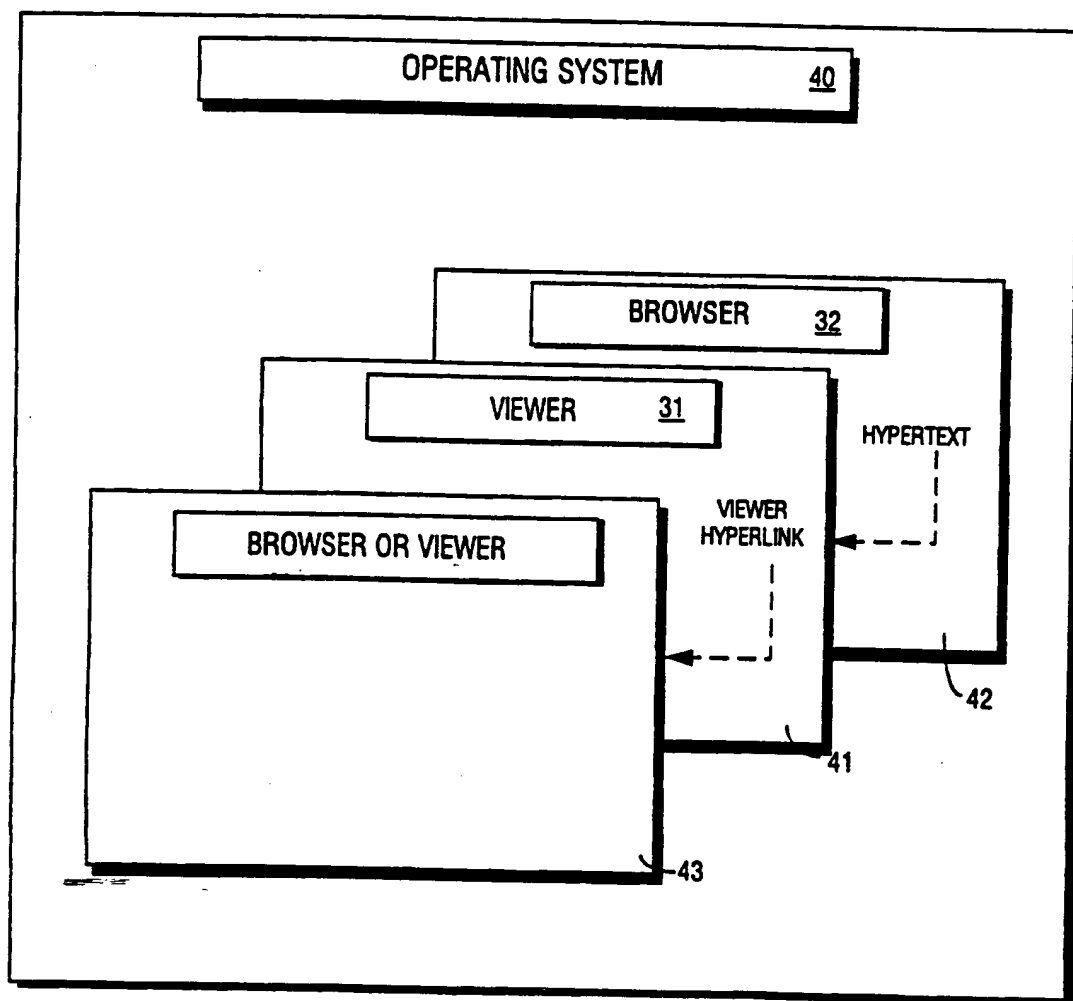 OPERATING SYSTEM 40
BROWSER 32
VIEWER 31
HYPERTEXT
VIEWER
HYPERLINK
BROWSER OR VIEWER
42
41
43